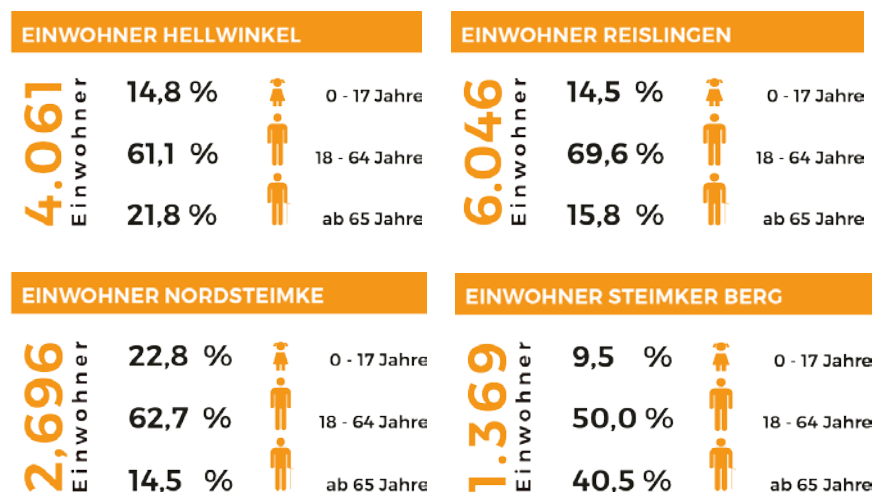 EINWOHNER HELLWINKEL
4.061
Einwohner
14,8 %
0 - 17 Jahre
61,1 %
18 - 64 Jahre
21,8 %
ab 65 Jahre
EINWOHNER REISLINGEN
6.046
Einwohner
14,5 %
0 - 17 Jahre
69,6 %
18 - 64 Jahre
15,8 %
ab 65 Jahre
EINWOHNER NORDSTEIMKE
2,696
Einwohner
22,8 %
0 - 17 Jahre
62,7 %
18 - 64 Jahre
14,5 %
ab 65 Jahre
EINWOHNER STEIMKER BERG
1.369
Einwohner
9,5 %
0 - 17 Jahre
50,0 %
18 - 64 Jahre
40,5 %
ab 65 Jahre